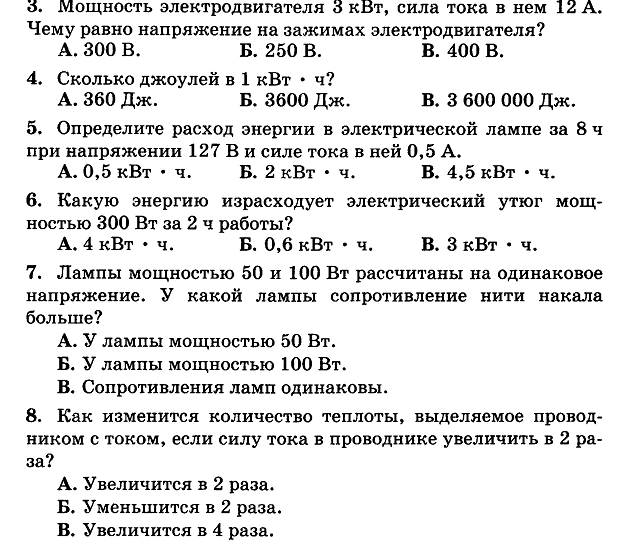 3. Мощность электродвигателя 3 кВт, сила тока в нем 12 А.
Чему равно напряжение на зажимах электродвигателя?
А. 300 В. Б. 250 В. В. 400 В.
4. Сколько джоулей в 1 кВт · ч?
А. 360 Дж. Б. 3600 Дж. В. 3 600 000 Дж.
5. Определите расход энергии в электрической лампе за 8 ч
при напряжении 127 В и силе тока в ней 0,5 А.
А. 0,5 кВт · ч. Б. 2 кВт · ч. В. 4,5 кВт · ч.
6. Какую энергию израсходует электрический утюг мощ-
ностью 300 Вт за 2 ч работы?
А. 4 кВт · ч. Б. 0,6 кВт · ч. В. 3 кВт · ч.
7. Лампы мощностью 50 и 100 Вт рассчитаны на одинаковое
напряжение. У какой лампы сопротивление нити накала
больше?
А. У лампы мощностью 50 Вт.
Б. У лампы мощностью 100 Вт.
В. Сопротивления ламп одинаковы.
8. Как изменится количество теплоты, выделяемое провод-
ником с током, если силу тока в проводнике увеличить в 2 ра-
за?
А. Увеличится в 2 раза.
Б. Уменьшится в 2 раза.
В. Увеличится в 4 раза.